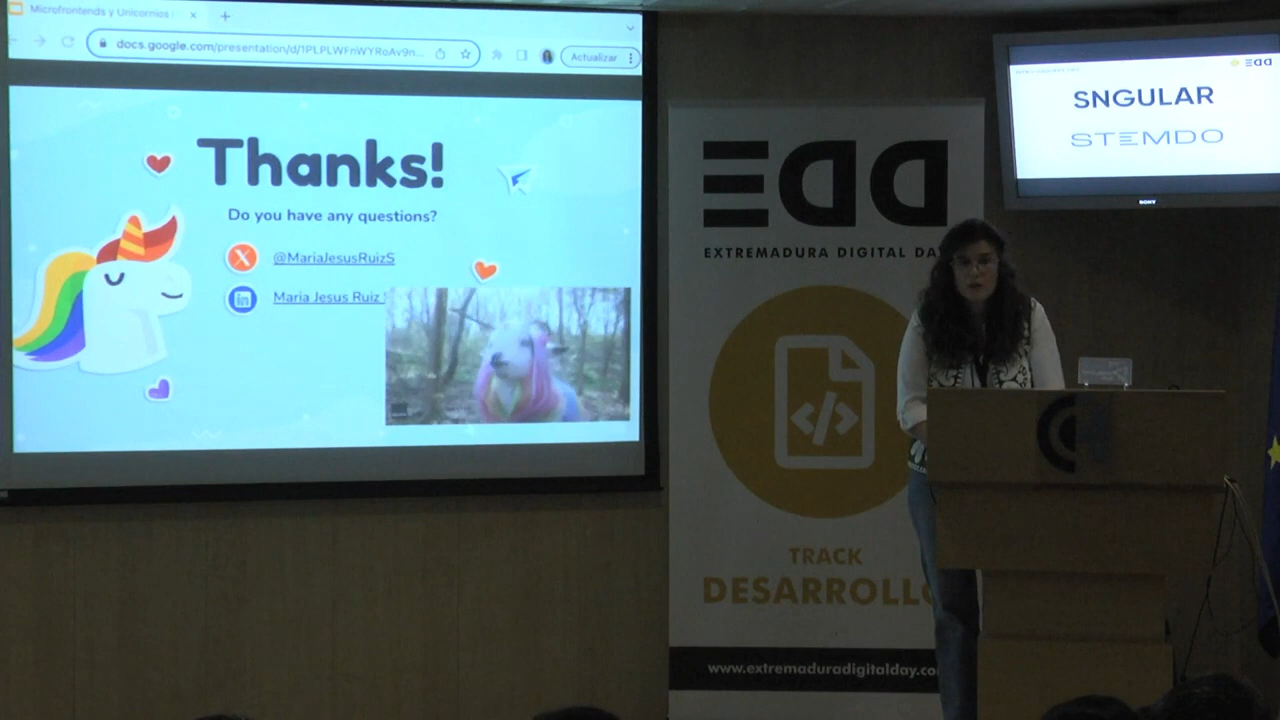 Microfrontends y Unicornios
docs.google.com/presentation/d/1PLPLWFnWYRoAv9n...
Actualizar
Thanks!
Do you have any questions?
@MariaJesusRuizS
Maria Jesus Ruiz
EDD
EXTREMADURA DIGITAL DA
TRACK
DESARROLLO
www.extremaduradigitalday.co
EDD
SNGULAR
STEMDO
SONY